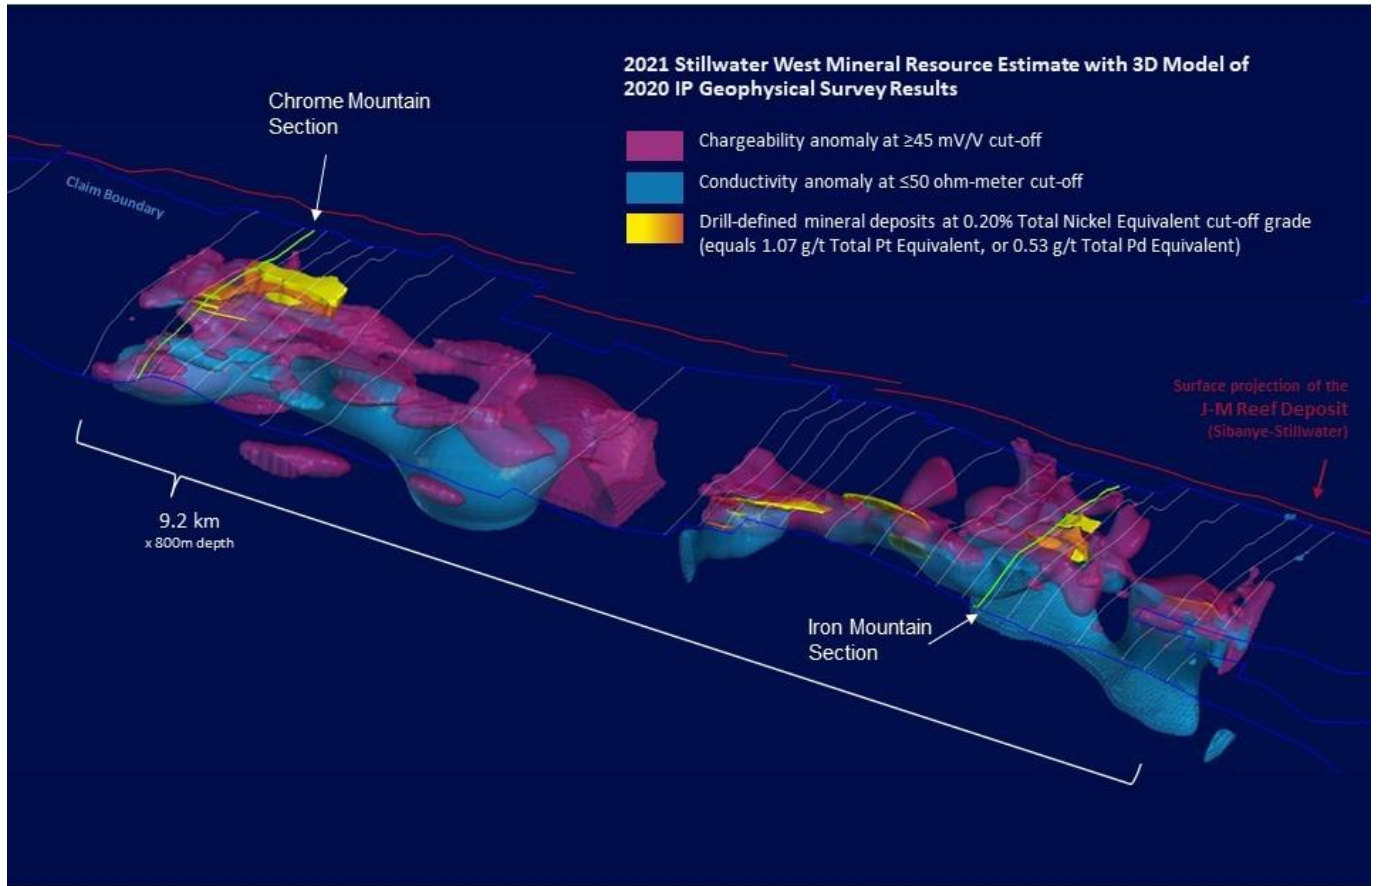 2021 Stillwater West Mineral Resource Estimate with 3D Model of
2020 IP Geophysical Survey Results
Chargeability anomaly at ≥45 mV/V cut-off
Conductivity anomaly at ≤50 ohm-meter cut-off
Drill-defined mineral deposits at 0.20% Total Nickel Equivalent cut-off grade
(equals 1.07 g/t Total Pt Equivalent, or 0.53 g/t Total Pd Equivalent)
Chrome Mountain
Section
Claim Boundary
Surface projection of the
J-M Reef Deposit
(Sibanye-Stillwater)
9.2 km
x 800m depth
Iron Mountain
Section